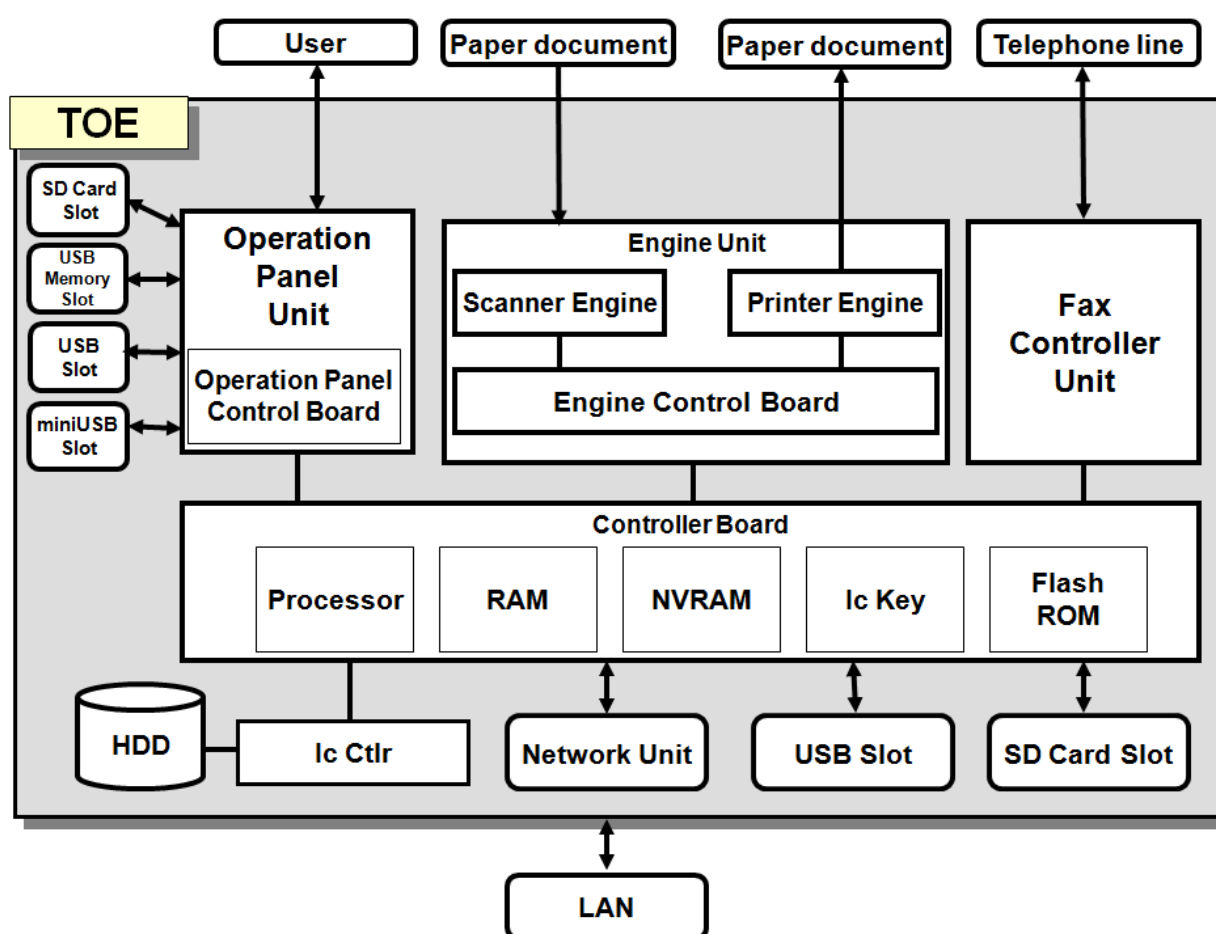 User
Paper document
Paper document
Telephone line
TOE
SD Card
Slot
USB
Memory
Slot
USB
Slot
miniUSB
Slot
Operation
Panel
Unit
Operation Panel
Control Board
Engine Unit
Scanner Engine
Printer Engine
Engine Control Board
Fax
Controller
Unit
Controller Board
Processor
RAM
NVRAM
Ic Key
Flash
ROM
HDD
Ic Ctlr
Network Unit
USB Slot
SD Card Slot
LAN